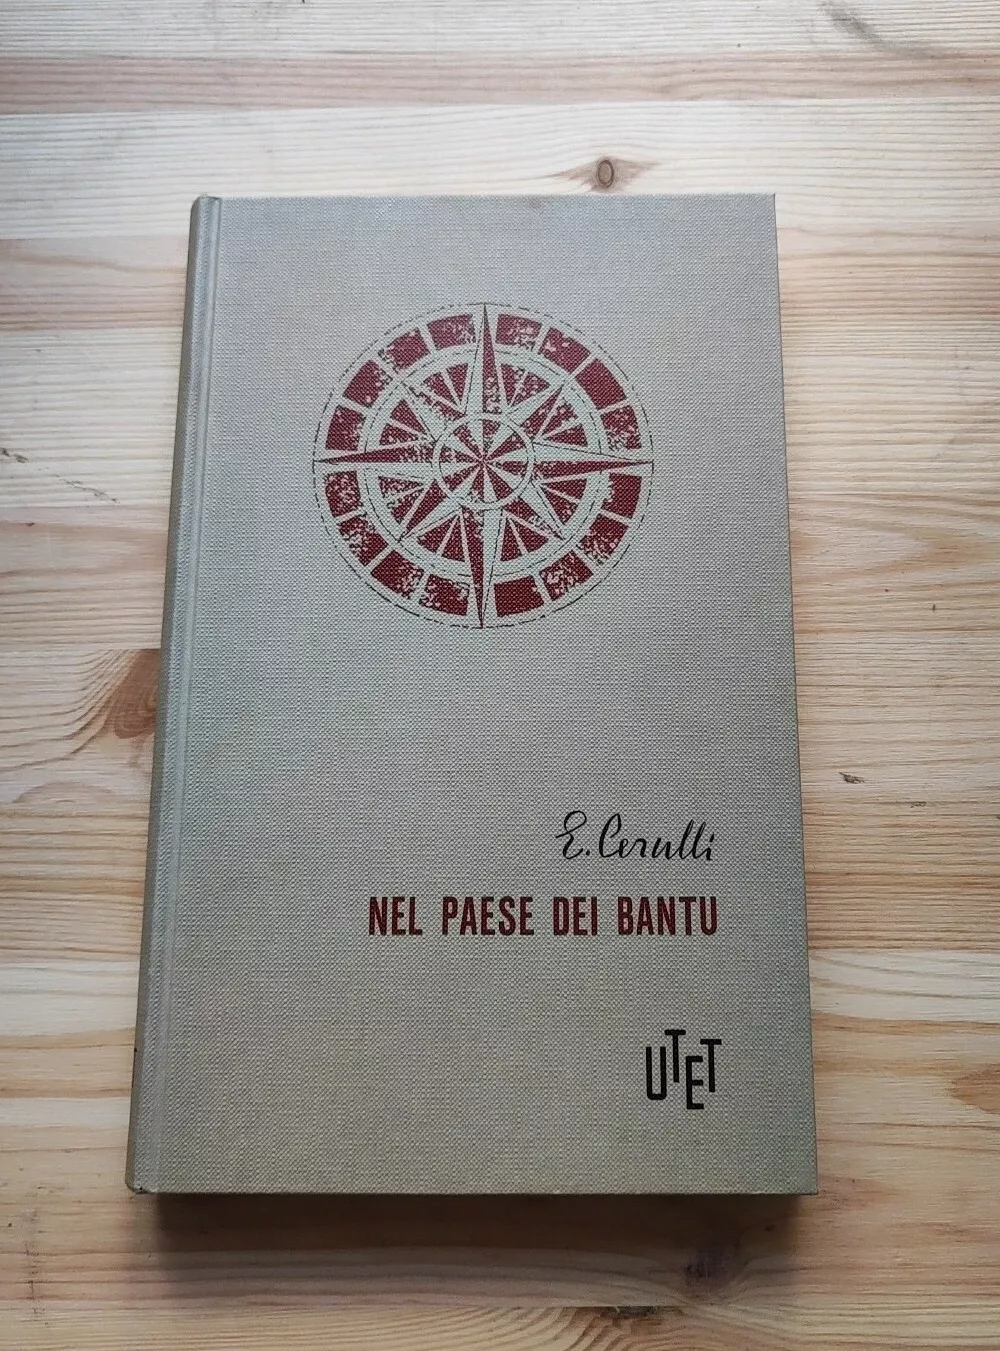 E. Cerulli
NEL PAESE DEI BANTU
UTET